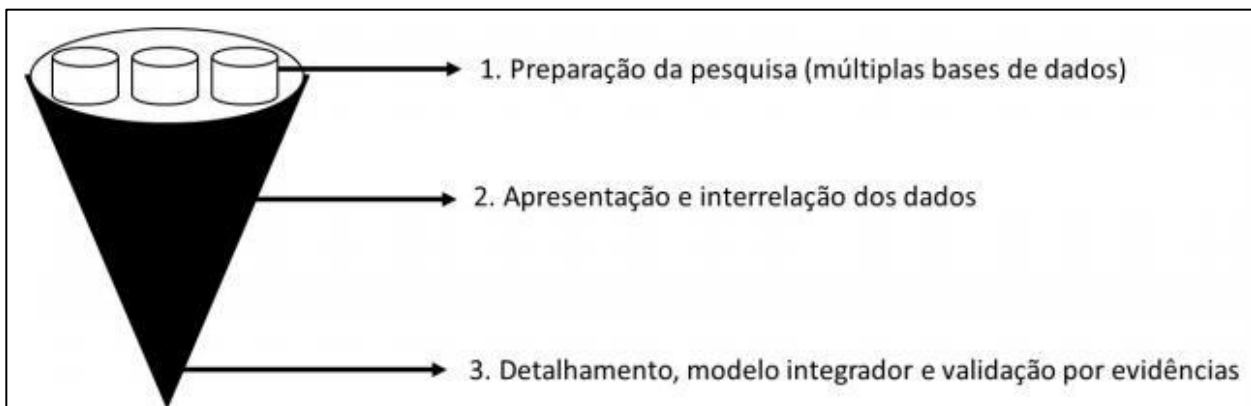 1. Preparação da pesquisa (múltiplas bases de dados)
2. Apresentação e interrelação dos dados
3. Detalhamento, modelo integrador e validação por evidências